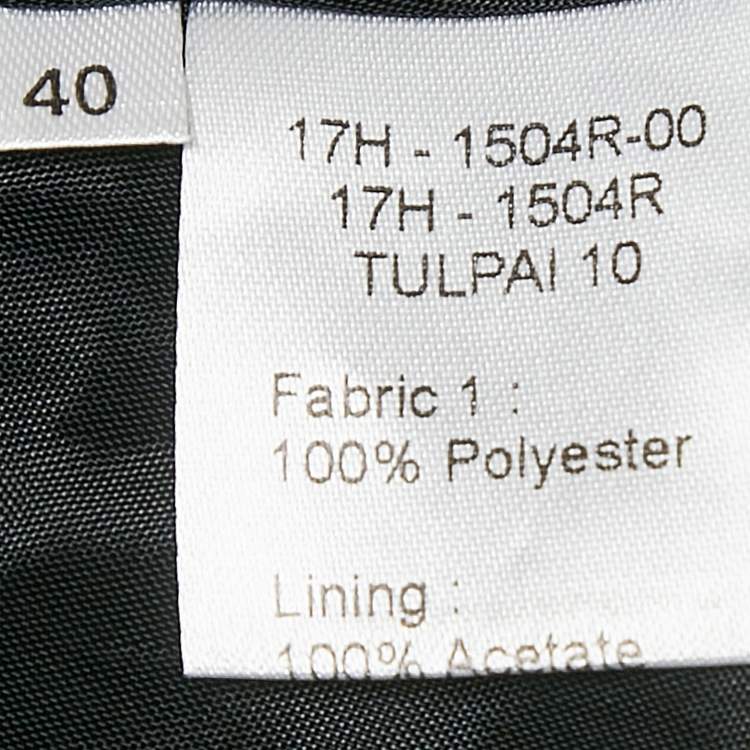 40
17H - 1504R-00
17H - 1504R
TULPAI 10
Fabric 1 :
100% Polyester
Lining :
100% Acetate